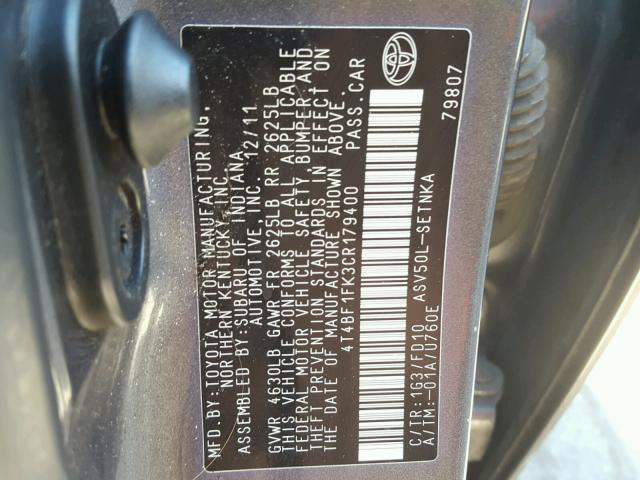 MFD.BY:TOYOTA MOTOR MANUFACTURING,
NORTHERN KENTUCKY, INC.
ASSEMBLED BY:SUBARU OF INDIANA
AUTOMOTIVE, INC. 12/11
GVWR 4630LB GAWR FR 2625LB RR 2625LB
THIS VEHICLE CONFORMS TO ALL APPLICABLE
FEDERAL MOTOR VEHICLE SAFETY, BUMPER, AND
THEFT PREVENTION STANDARDS IN EFFECT ON
THE DATE OF MANUFACTURE SHOWN ABOVE.
4T4BF1FK3CR179400 PASS.CAR
C/TR:1G3/FD10 ASV50L-SETNKA
A/TM:-01A/U760E
79807